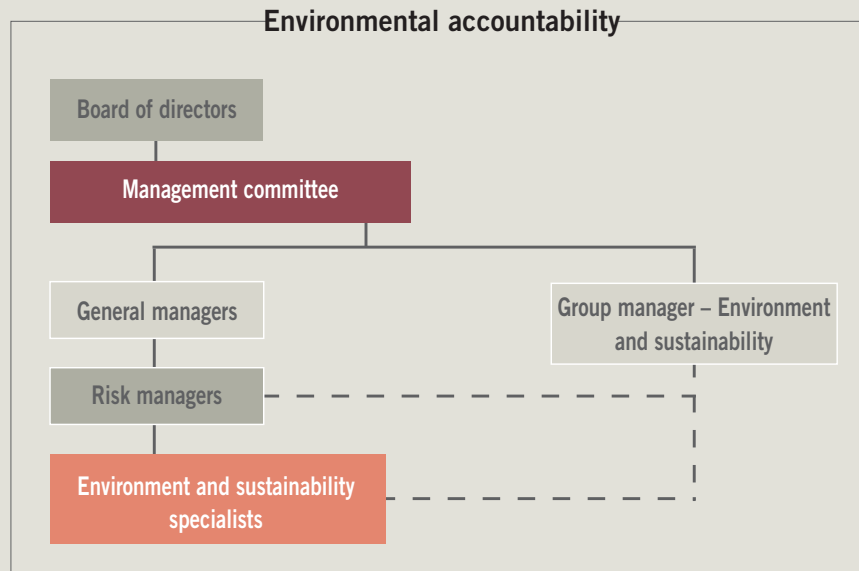 Environmental accountability
Board of directors
Management committee
General managers
Group manager – Environment
and sustainability
Risk managers
Environment and sustainability
specialists